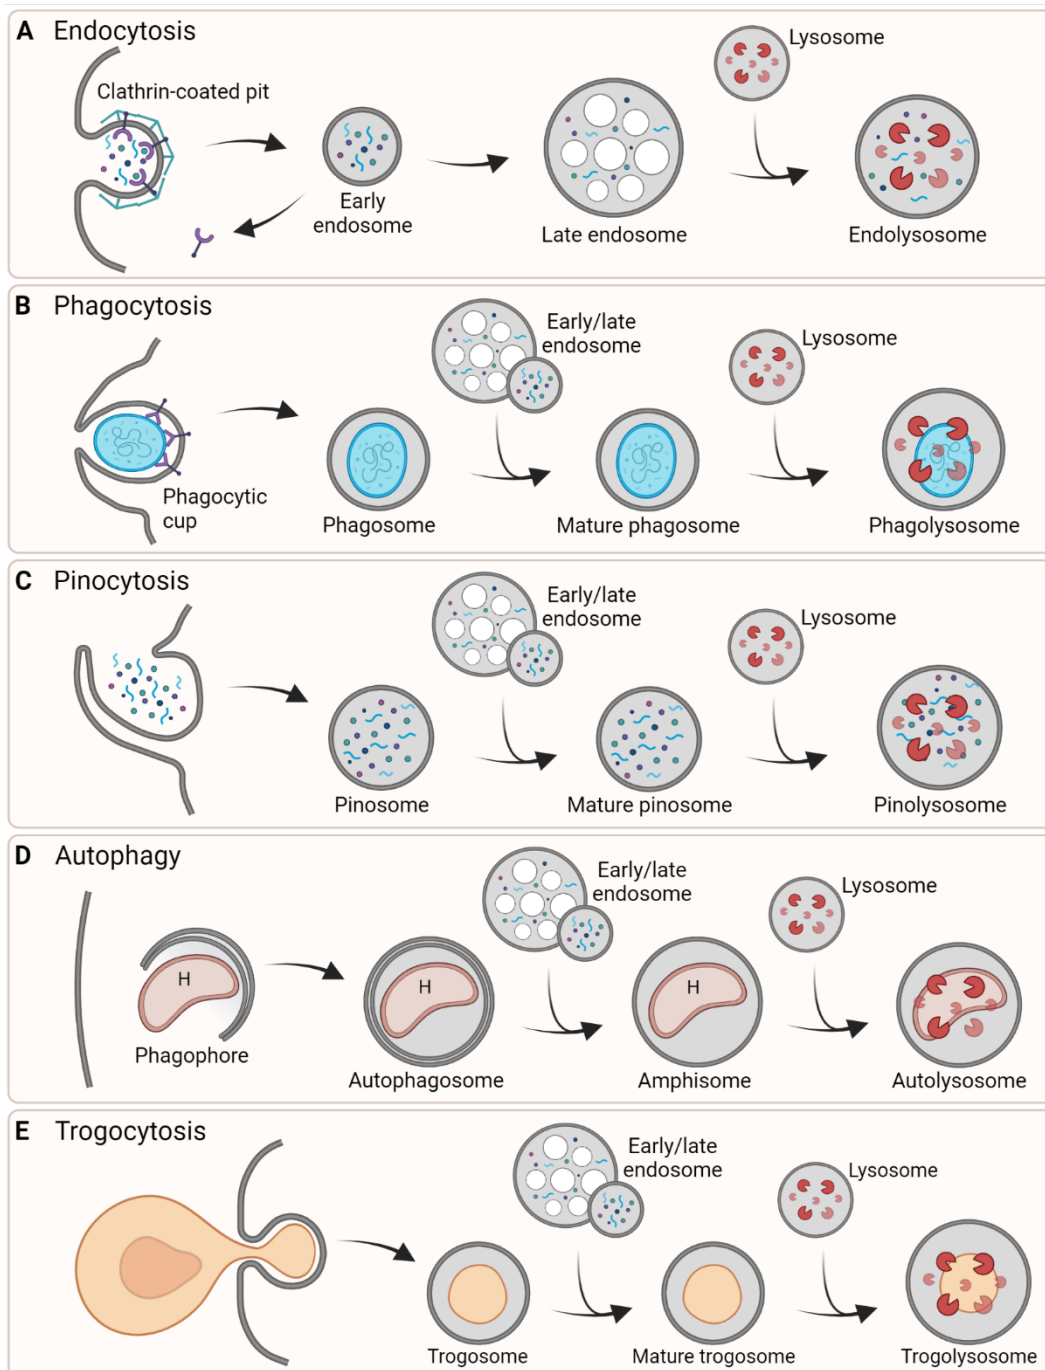 A Endocytosis
Clathrin-coated pit
Early
endosome
Late endosome
Lysosome
Endolysosome
B Phagocytosis
Phagocytic
cup
Phagosome
Early/late
endosome
Mature phagosome
Lysosome
Phagolysosome
C Pinocytosis
Pinosome
Early/late
endosome
Mature pinosome
Lysosome
Pinolysosome
D Autophagy
H
Phagophore
H
Autophagosome
Early/late
endosome
H
Amphisome
Lysosome
Autolysosome
E Trogocytosis
Trogosome
Early/late
endosome
Mature trogosome
Lysosome
Trogolysosome